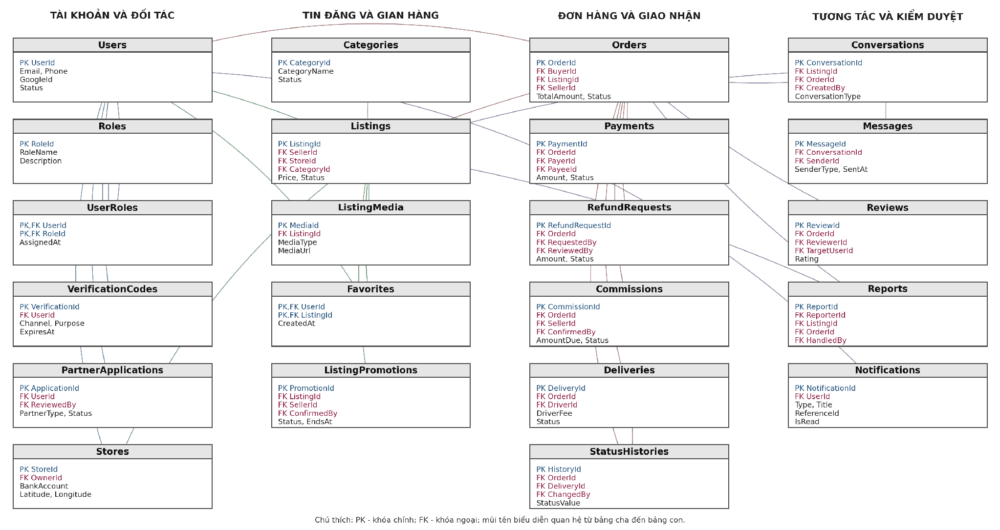 TÀI KHOẢN VÀ ĐỐI TÁC
Users
PK UserId
Email, Phone
GoogleId
Status
Roles
PK RoleId
RoleName
Description
UserRoles
PK,FK UserId
PK,FK RoleId
AssignedAt
VerificationCodes
PK VerificationId
FK UserId
Channel, Purpose
ExpiresAt
PartnerApplications
PK ApplicationId
FK UserId
FK ReviewedBy
PartnerType, Status
Stores
PK StoreId
FK OwnerId
BankAccount
Latitude, Longitude
TIN ĐĂNG VÀ GIAN HÀNG
Categories
PK CategoryId
CategoryName
Status
Listings
PK ListingId
FK SellerId
FK StoreId
FK CategoryId
Price, Status
ListingMedia
PK MediaId
FK ListingId
MediaType
MediaUrl
Favorites
PK,FK UserId
PK,FK ListingId
CreatedAt
ListingPromotions
PK PromotionId
FK ListingId
FK SellerId
FK ConfirmedBy
Status, EndsAt
ĐƠN HÀNG VÀ GIAO NHẬN
Orders
PK OrderId
FK BuyerId
FK ListingId
FK SellerId
TotalAmount, Status
Payments
PK PaymentId
FK OrderId
FK PayerId
FK PayeeId
Amount, Status
RefundRequests
PK RefundRequestId
FK OrderId
FK RequestedBy
FK ReviewedBy
Amount, Status
Commissions
PK CommissionId
FK OrderId
FK SellerId
FK ConfirmedBy
AmountDue, Status
Deliveries
PK DeliveryId
FK OrderId
FK DriverId
DriverFee
Status
StatusHistories
PK HistoryId
FK OrderId
FK DeliveryId
FK ChangedBy
StatusValue
TƯƠNG TÁC VÀ KIỂM DUYỆT
Conversations
PK ConversationId
FK ListingId
FK OrderId
FK CreatedBy
ConversationType
Messages
PK MessageId
FK ConversationId
FK SenderId
SenderType, SentAt
Reviews
PK ReviewId
FK OrderId
FK ReviewerId
FK TargetUserId
Rating
Reports
PK ReportId
FK ReporterId
FK ListingId
FK OrderId
FK HandledBy
Notifications
PK NotificationId
FK UserId
Type, Title
ReferenceId
IsRead
Chú thích: PK - khóa chính; FK - khóa ngoại; mũi tên biểu diễn quan hệ từ bảng cha đến bảng con.